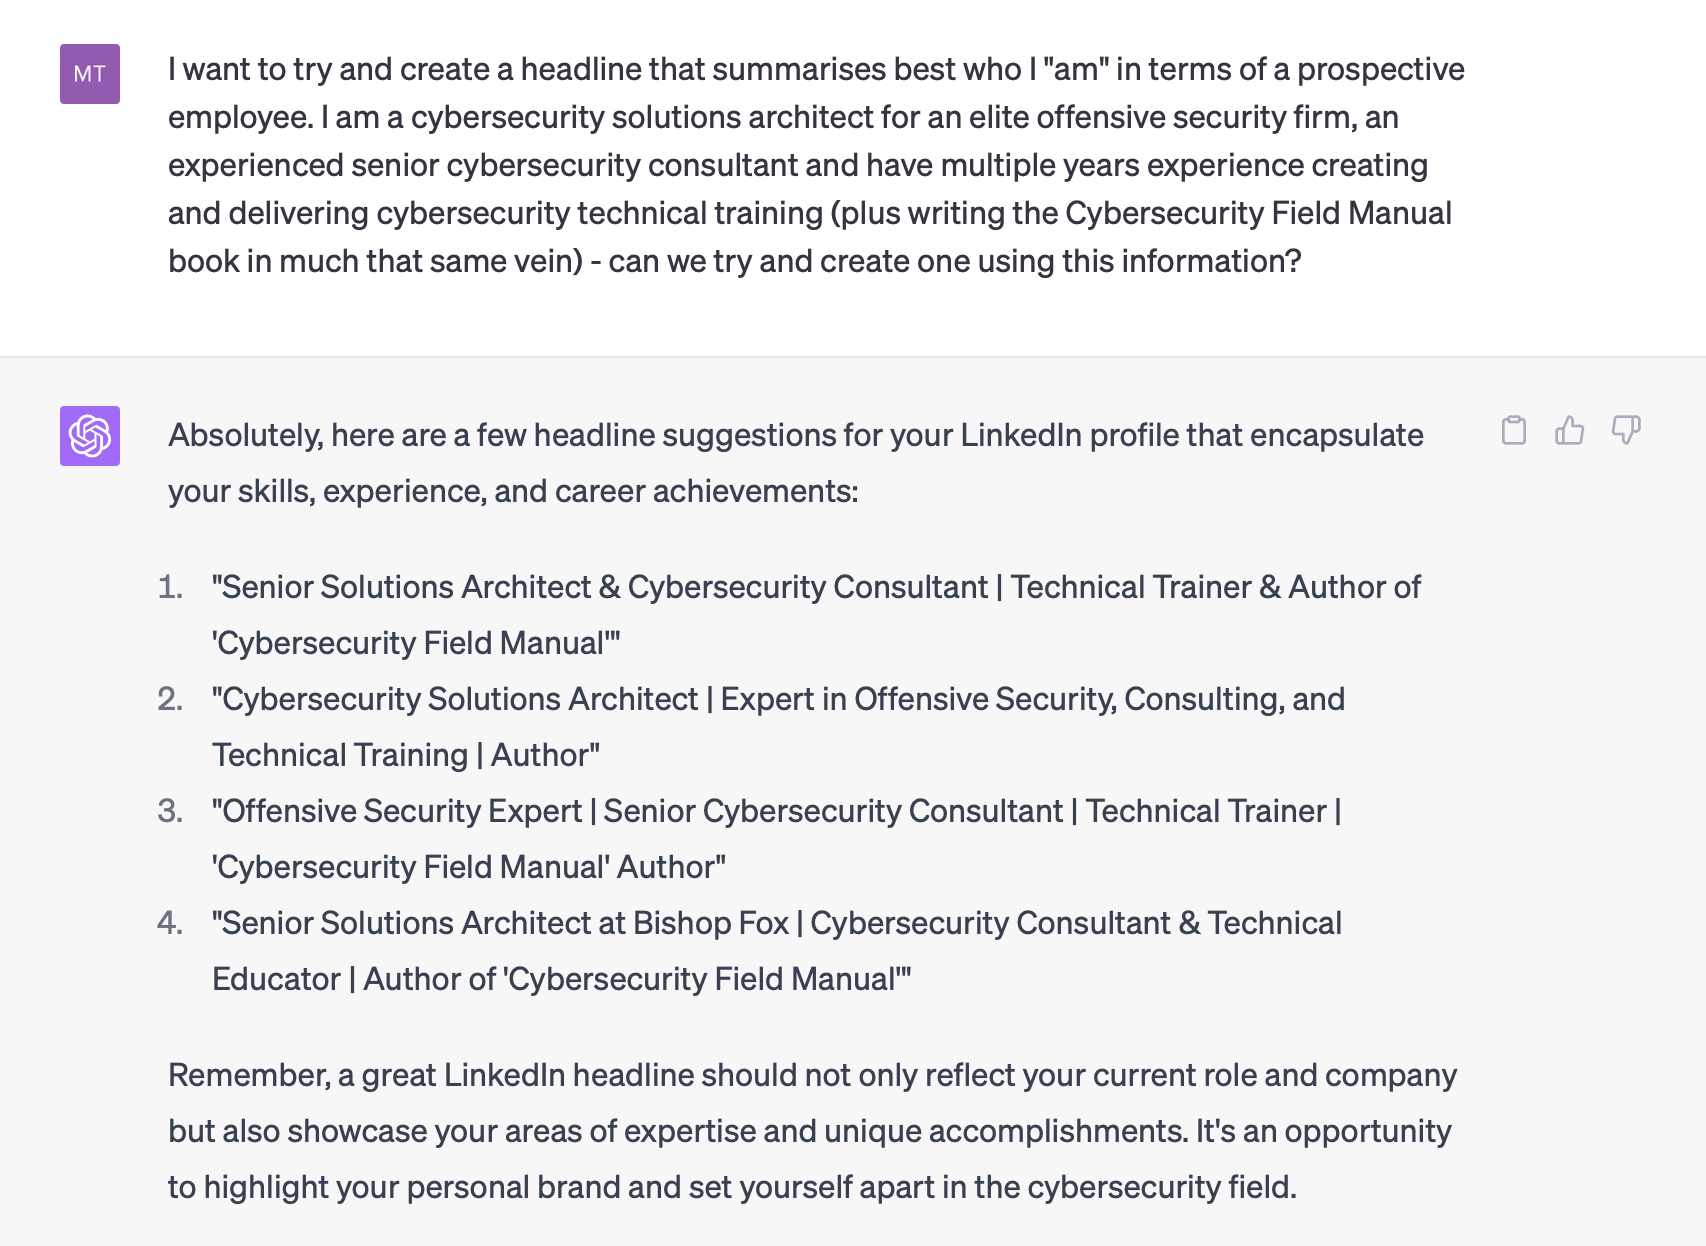 MT
I want to try and create a headline that summarises best who I "am" in terms of a prospective
employee. I am a cybersecurity solutions architect for an elite offensive security firm, an
experienced senior cybersecurity consultant and have multiple years experience creating
and delivering cybersecurity technical training (plus writing the Cybersecurity Field Manual
book in much that same vein) - can we try and create one using this information?
Absolutely, here are a few headline suggestions for your LinkedIn profile that encapsulate
your skills, experience, and career achievements:
1. "Senior Solutions Architect & Cybersecurity Consultant | Technical Trainer & Author of
'Cybersecurity Field Manual'"
2. "Cybersecurity Solutions Architect | Expert in Offensive Security, Consulting, and
Technical Training | Author"
3. "Offensive Security Expert | Senior Cybersecurity Consultant | Technical Trainer |
'Cybersecurity Field Manual' Author"
4. "Senior Solutions Architect at Bishop Fox | Cybersecurity Consultant & Technical
Educator | Author of 'Cybersecurity Field Manual'"
Remember, a great LinkedIn headline should not only reflect your current role and company
but also showcase your areas of expertise and unique accomplishments. It's an opportunity
to highlight your personal brand and set yourself apart in the cybersecurity field.